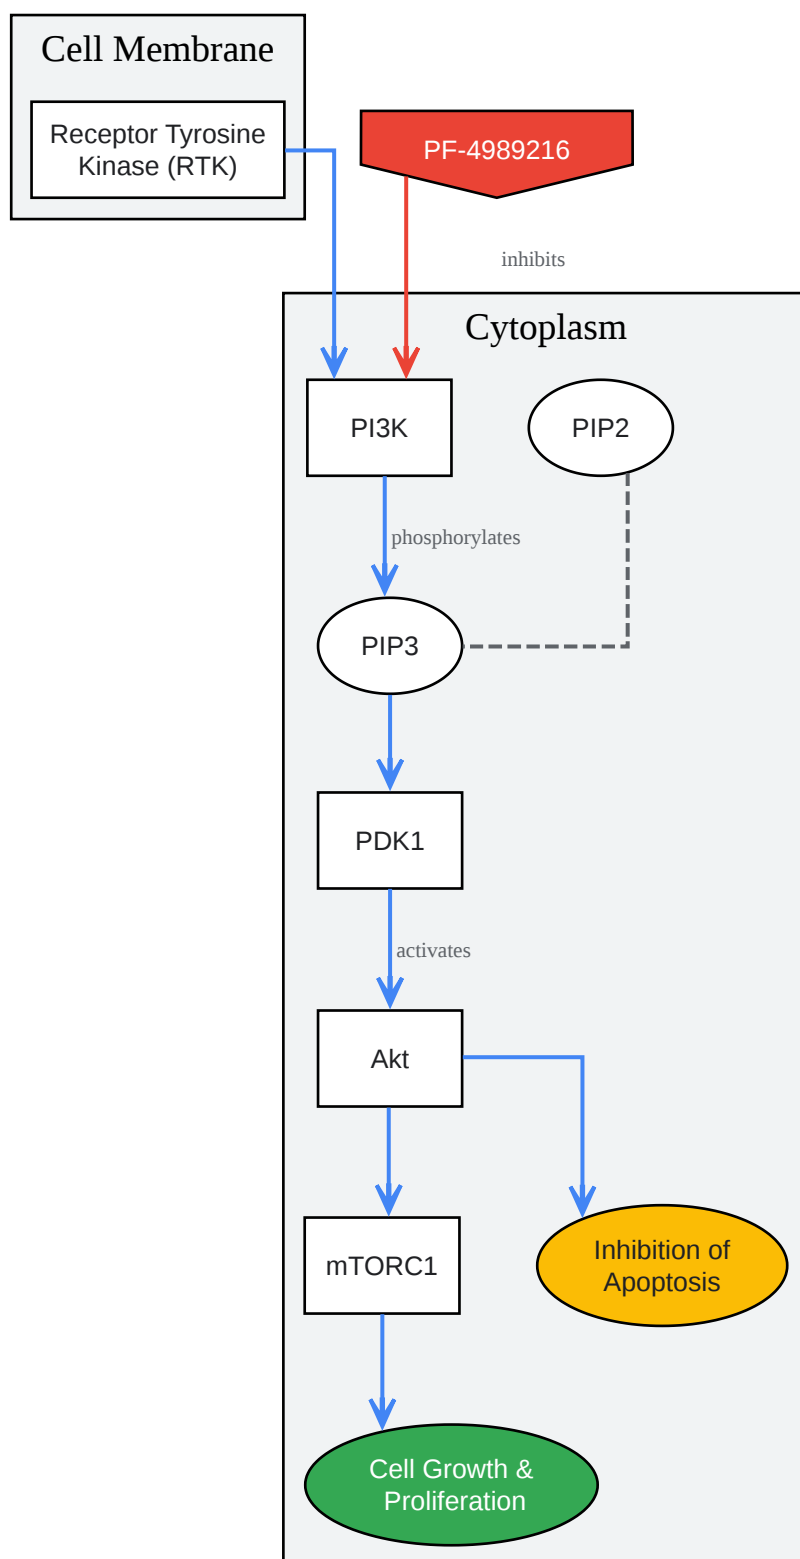 Cell Membrane
Receptor Tyrosine
Kinase (RTK)
PF-4989216
inhibits
Cytoplasm
PI3K
PIP2
phosphorylates
PIP3
PDK1
activates
Akt
mTORC1
Inhibition of
Apoptosis
Cell Growth &
Proliferation